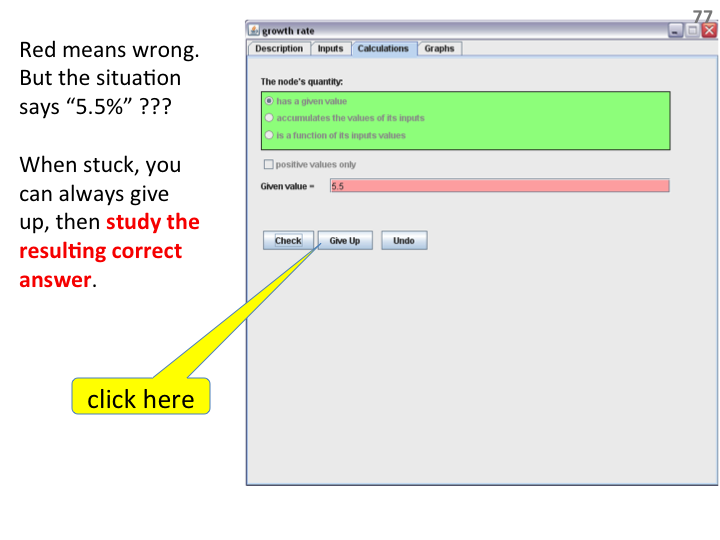 77
Red means wrong.
But the situation
says “5.5%” ???
When stuck, you
can always give
up, then study the
resulting correct
answer.
click here
growth rate
Description Inputs Calculations Graphs
The node's quantity:
has a given value
accumulates the values of its inputs
is a function of its inputs values
positive values only
Given value = 5.5
Check Give Up Undo